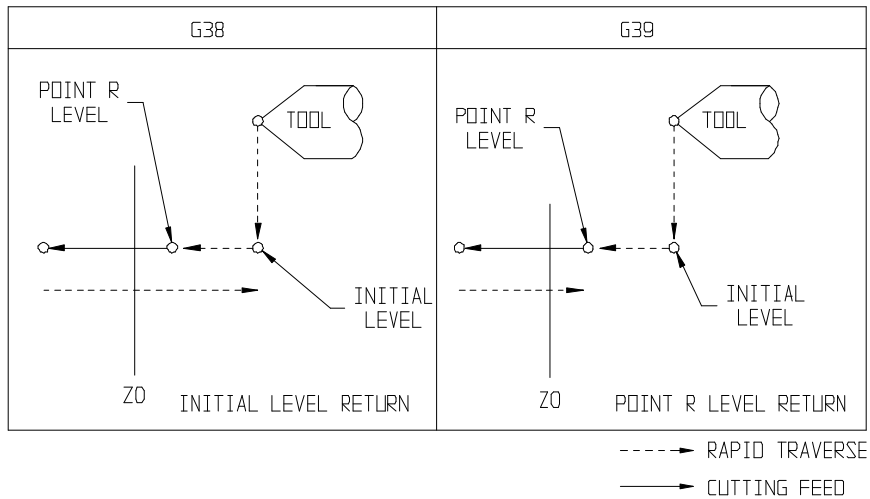 G38
G39
POINT R
LEVEL
TOOL
INITIAL
LEVEL
Z0
INITIAL LEVEL RETURN
POINT R
LEVEL
TOOL
INITIAL
LEVEL
Z0
POINT R LEVEL RETURN
RAPID TRAVERSE
CUTTING FEED